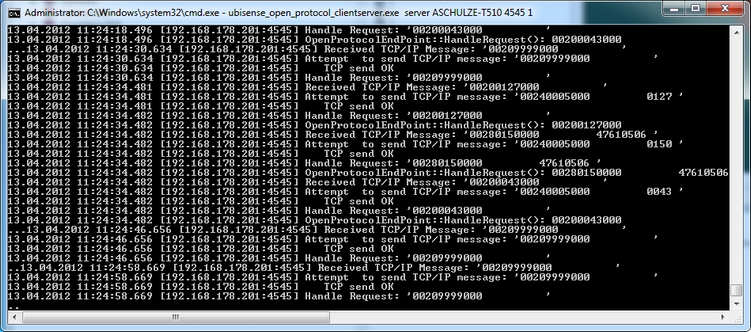 Administrator: C:\Windows\system32\cmd.exe - ubisense_open_protocol_clientserver.exe  server ASCHULZE-T510 4545 1
13.04.2012 11:24:18.496 [192.168.178.201:4545] Handle Request: '00200043000         '
13.04.2012 11:24:18.496 [192.168.178.201:4545] OpenProtocolEndPoint::HandleRequest(): 00200043000
...13.04.2012 11:24:30.634 [192.168.178.201:4545] Received TCP/IP Message: '00209999000         '
13.04.2012 11:24:30.634 [192.168.178.201:4545] Attempt  to send TCP/IP message: '00209999000         '
13.04.2012 11:24:30.634 [192.168.178.201:4545]     TCP send OK
13.04.2012 11:24:30.634 [192.168.178.201:4545] Handle Request: '00209999000         '
13.04.2012 11:24:34.481 [192.168.178.201:4545] Received TCP/IP Message: '00200127000         '
13.04.2012 11:24:34.481 [192.168.178.201:4545] Attempt  to send TCP/IP message: '00240005000         0127 '
13.04.2012 11:24:34.481 [192.168.178.201:4545]     TCP send OK
13.04.2012 11:24:34.482 [192.168.178.201:4545] Handle Request: '00200127000         '
13.04.2012 11:24:34.482 [192.168.178.201:4545] OpenProtocolEndPoint::HandleRequest(): 00200127000
13.04.2012 11:24:34.482 [192.168.178.201:4545] Received TCP/IP Message: '00280150000         47610506 '
13.04.2012 11:24:34.482 [192.168.178.201:4545] Attempt  to send TCP/IP message: '00240005000         0150 '
13.04.2012 11:24:34.482 [192.168.178.201:4545]     TCP send OK
13.04.2012 11:24:34.482 [192.168.178.201:4545] Handle Request: '00280150000         47610506 '
13.04.2012 11:24:34.482 [192.168.178.201:4545] OpenProtocolEndPoint::HandleRequest(): 00280150000         47610506
13.04.2012 11:24:34.482 [192.168.178.201:4545] Received TCP/IP Message: '00200043000         '
13.04.2012 11:24:34.482 [192.168.178.201:4545] Attempt  to send TCP/IP message: '00240005000         0043 '
13.04.2012 11:24:34.482 [192.168.178.201:4545]     TCP send OK
13.04.2012 11:24:34.482 [192.168.178.201:4545] Handle Request: '00200043000         '
13.04.2012 11:24:34.482 [192.168.178.201:4545] OpenProtocolEndPoint::HandleRequest(): 00200043000
...13.04.2012 11:24:46.656 [192.168.178.201:4545] Received TCP/IP Message: '00209999000         '
13.04.2012 11:24:46.656 [192.168.178.201:4545] Attempt  to send TCP/IP message: '00209999000         '
13.04.2012 11:24:46.656 [192.168.178.201:4545]     TCP send OK
13.04.2012 11:24:46.656 [192.168.178.201:4545] Handle Request: '00209999000         '
..13.04.2012 11:24:58.669 [192.168.178.201:4545] Received TCP/IP Message: '00209999000         '
13.04.2012 11:24:58.669 [192.168.178.201:4545] Attempt  to send TCP/IP message: '00209999000         '
13.04.2012 11:24:58.669 [192.168.178.201:4545]     TCP send OK
13.04.2012 11:24:58.669 [192.168.178.201:4545] Handle Request: '00209999000         '
..